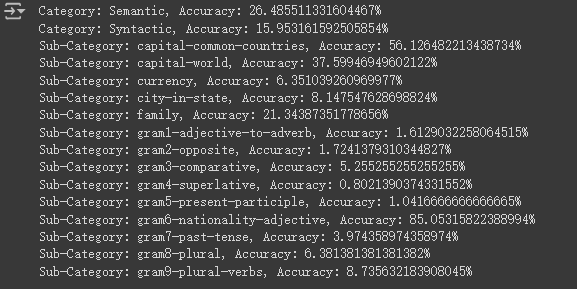 Category: Semantic, Accuracy: 26.485511331604467%
Category: Syntactic, Accuracy: 15.953161592505854%
Sub-Category: capital-common-countries, Accuracy: 56.126482213438734%
Sub-Category: capital-world, Accuracy: 37.59946949602122%
Sub-Category: currency, Accuracy: 6.351039260969977%
Sub-Category: city-in-state, Accuracy: 8.147547628698824%
Sub-Category: family, Accuracy: 21.34387351778656%
Sub-Category: gram1-adjective-to-adverb, Accuracy: 1.6129032258064515%
Sub-Category: gram2-opposite, Accuracy: 1.7241379310344827%
Sub-Category: gram3-comparative, Accuracy: 5.255255255255255%
Sub-Category: gram4-superlative, Accuracy: 0.8021390374331552%
Sub-Category: gram5-present-participle, Accuracy: 1.0416666666666665%
Sub-Category: gram6-nationality-adjective, Accuracy: 85.05315822388994%
Sub-Category: gram7-past-tense, Accuracy: 3.974358974358974%
Sub-Category: gram8-plural, Accuracy: 6.381381381381382%
Sub-Category: gram9-plural-verbs, Accuracy: 8.735632183908045%